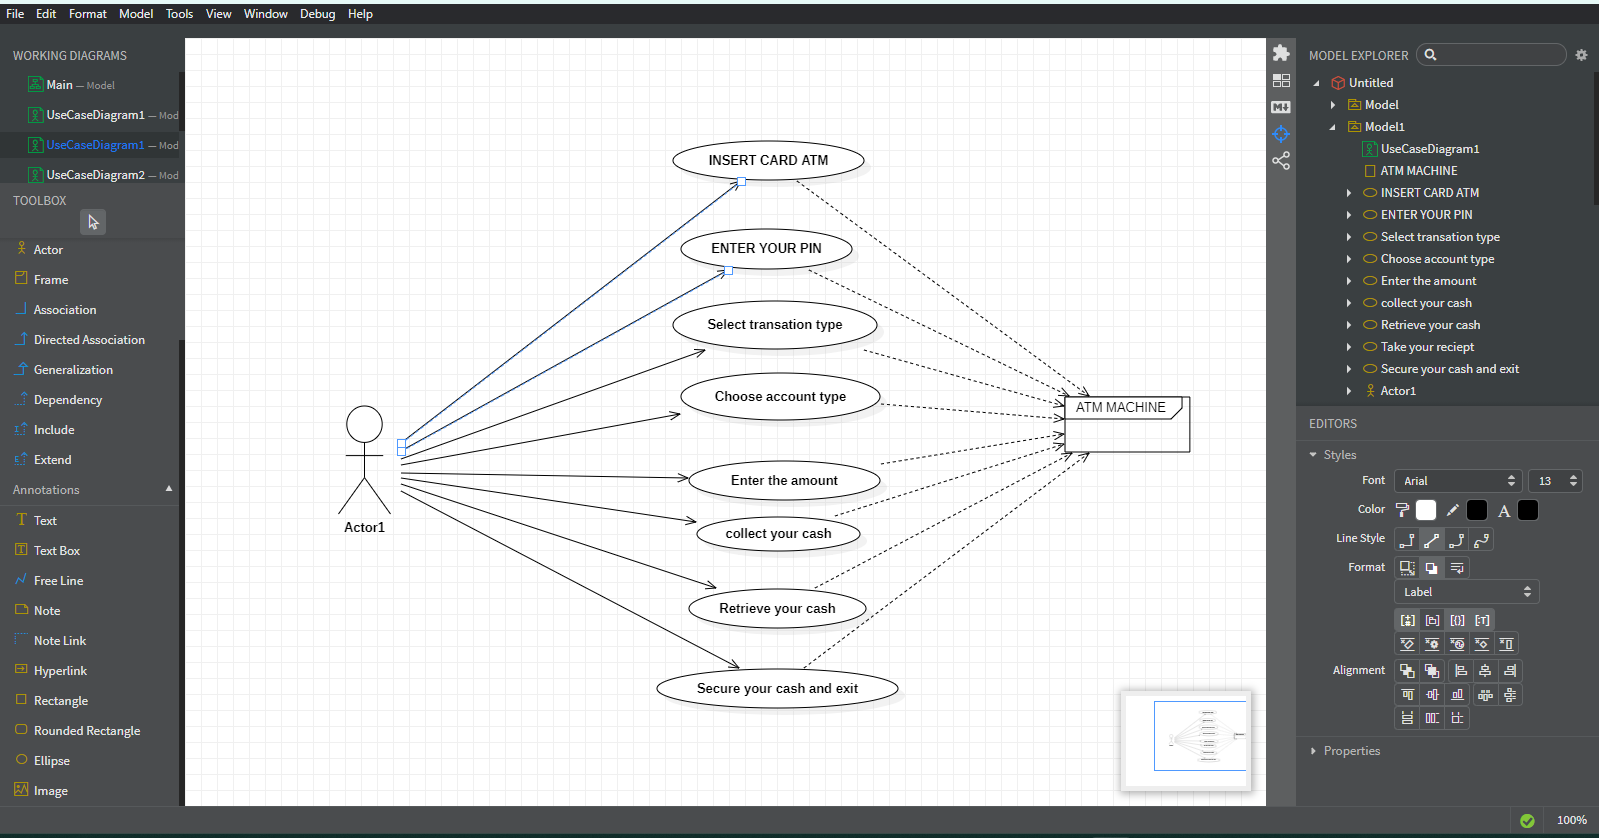 File Edit Format Model Tools View Window Debug Help
WORKING DIAGRAMS
Main — Model
UseCaseDiagram1 — Mod
UseCaseDiagram1 — Mod
UseCaseDiagram2 — Mod
TOOLBOX
Actor
Frame
Association
Directed Association
Generalization
Dependency
Include
Extend
Annotations
Text
Text Box
Free Line
Note
Note Link
Hyperlink
Rectangle
Rounded Rectangle
Ellipse
Image
INSERT CARD ATM
ENTER YOUR PIN
Select transation type
Choose account type
Enter the amount
collect your cash
Retrieve your cash
Secure your cash and exit
Actor1
ATM MACHINE
MODEL EXPLORER
Untitled
Model
Model1
UseCaseDiagram1
ATM MACHINE
INSERT CARD ATM
ENTER YOUR PIN
Select transation type
Choose account type
Enter the amount
collect your cash
Retrieve your cash
Take your reciept
Secure your cash and exit
Actor1
EDITORS
Styles
Font Arial 13
Color A
Line Style
Format
Label
Alignment
Properties
100%